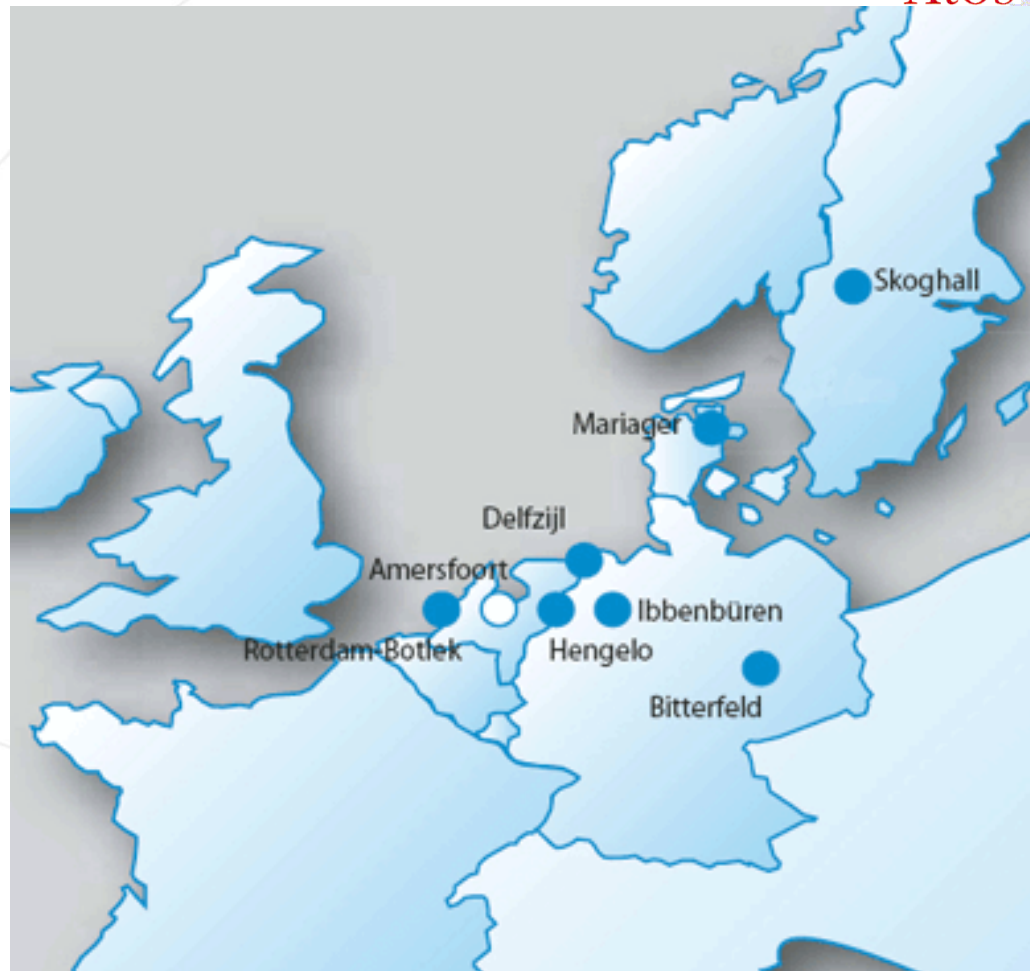 Skoghall
Mariager
Delfzijl
Amersfoort
Ibbenbüren
Rotterdam-Botlek
Hengelo
Bitterfeld